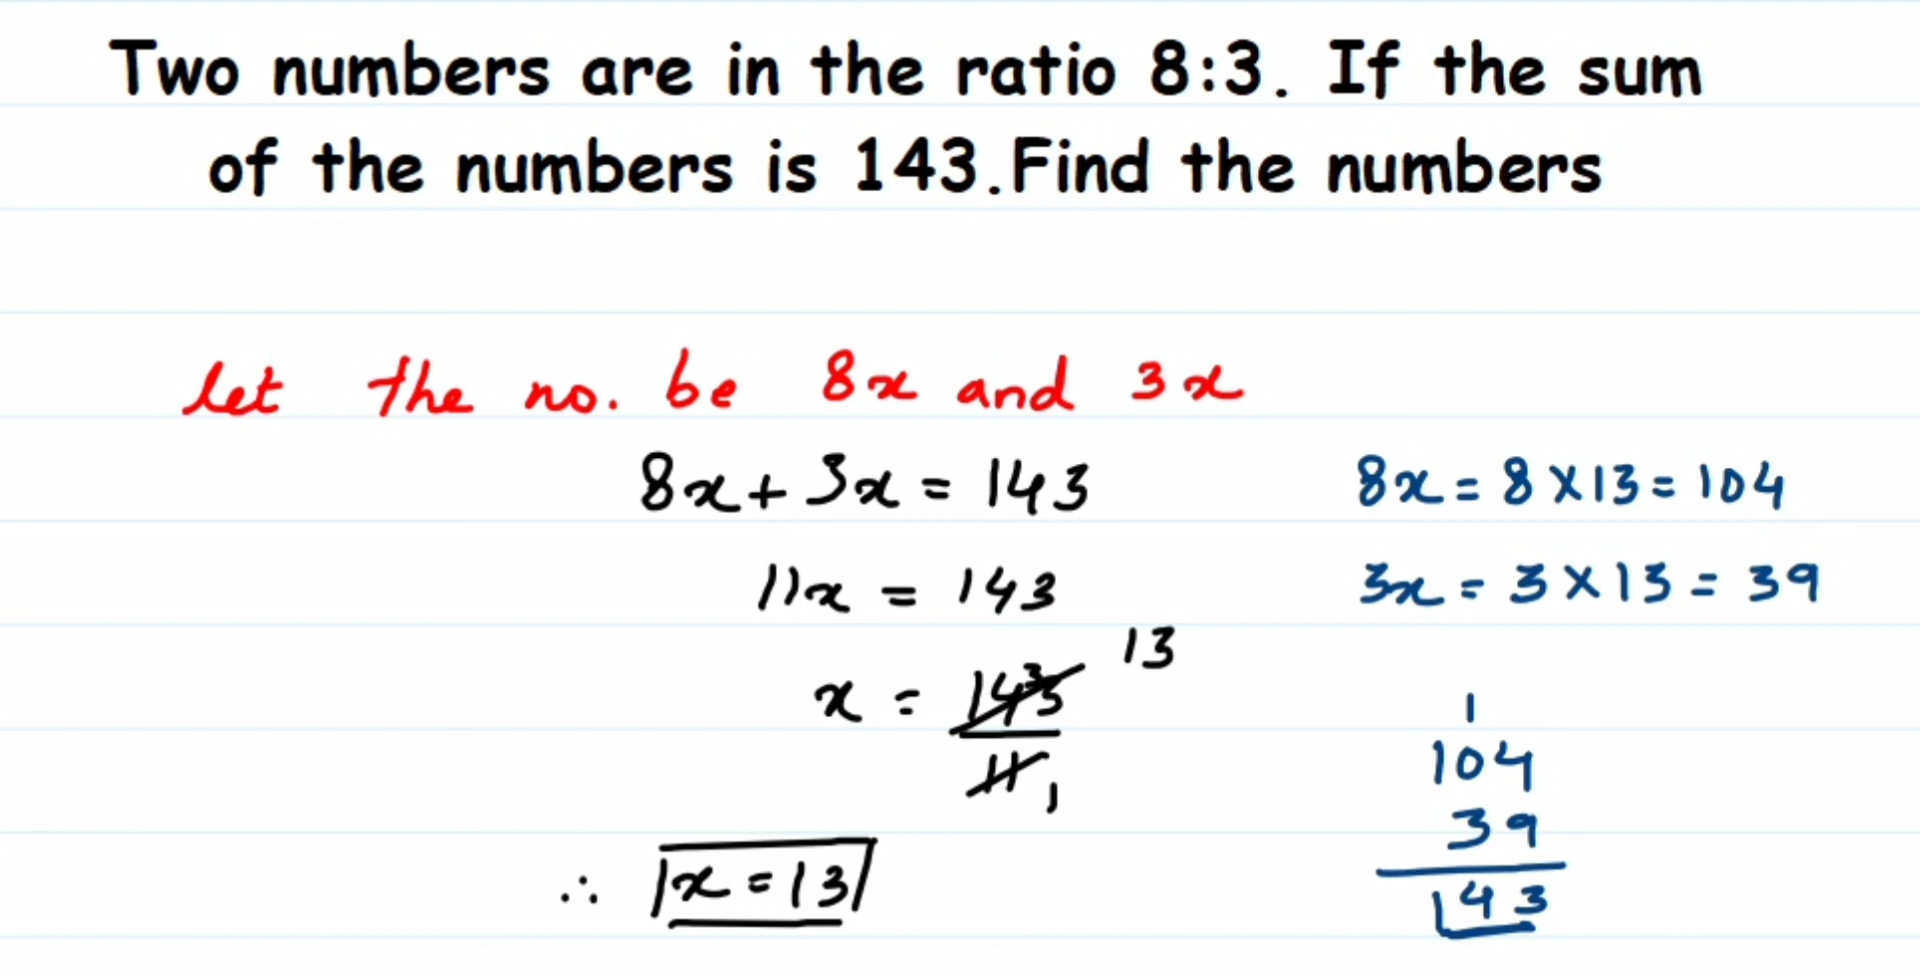 Two numbers are in the ratio 8:3. If the sum
of the numbers is 143.Find the numbers
let the no. be 8x and 3x
8x + 3x = 143
11x = 143
x = 143/11 13 3 1
∴ x = 13
8x = 8 × 13 = 104
3x = 3 × 13 = 39
1
104
39
143